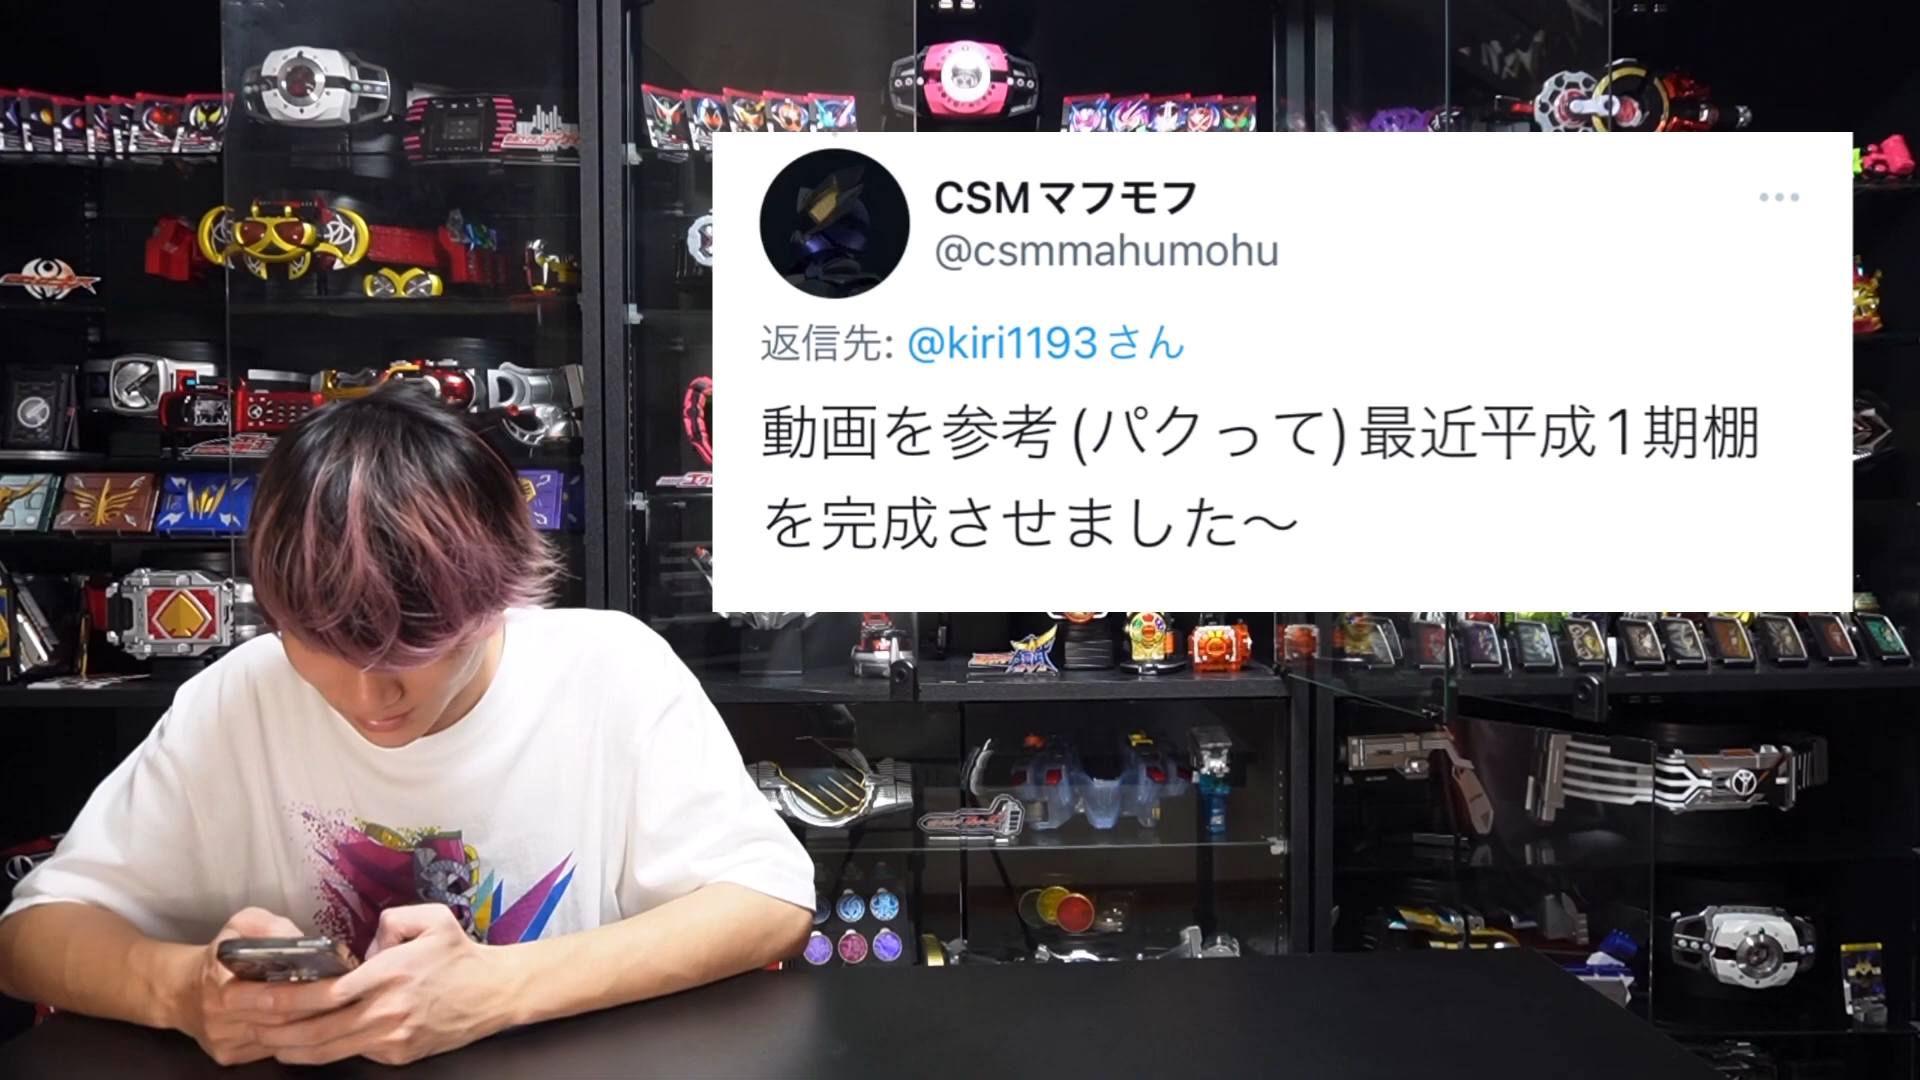 CSMマフモフ
@csmmahumohu
返信先: @kiri1193さん
動画を参考(パクって)最近平成1期棚
を完成させました〜